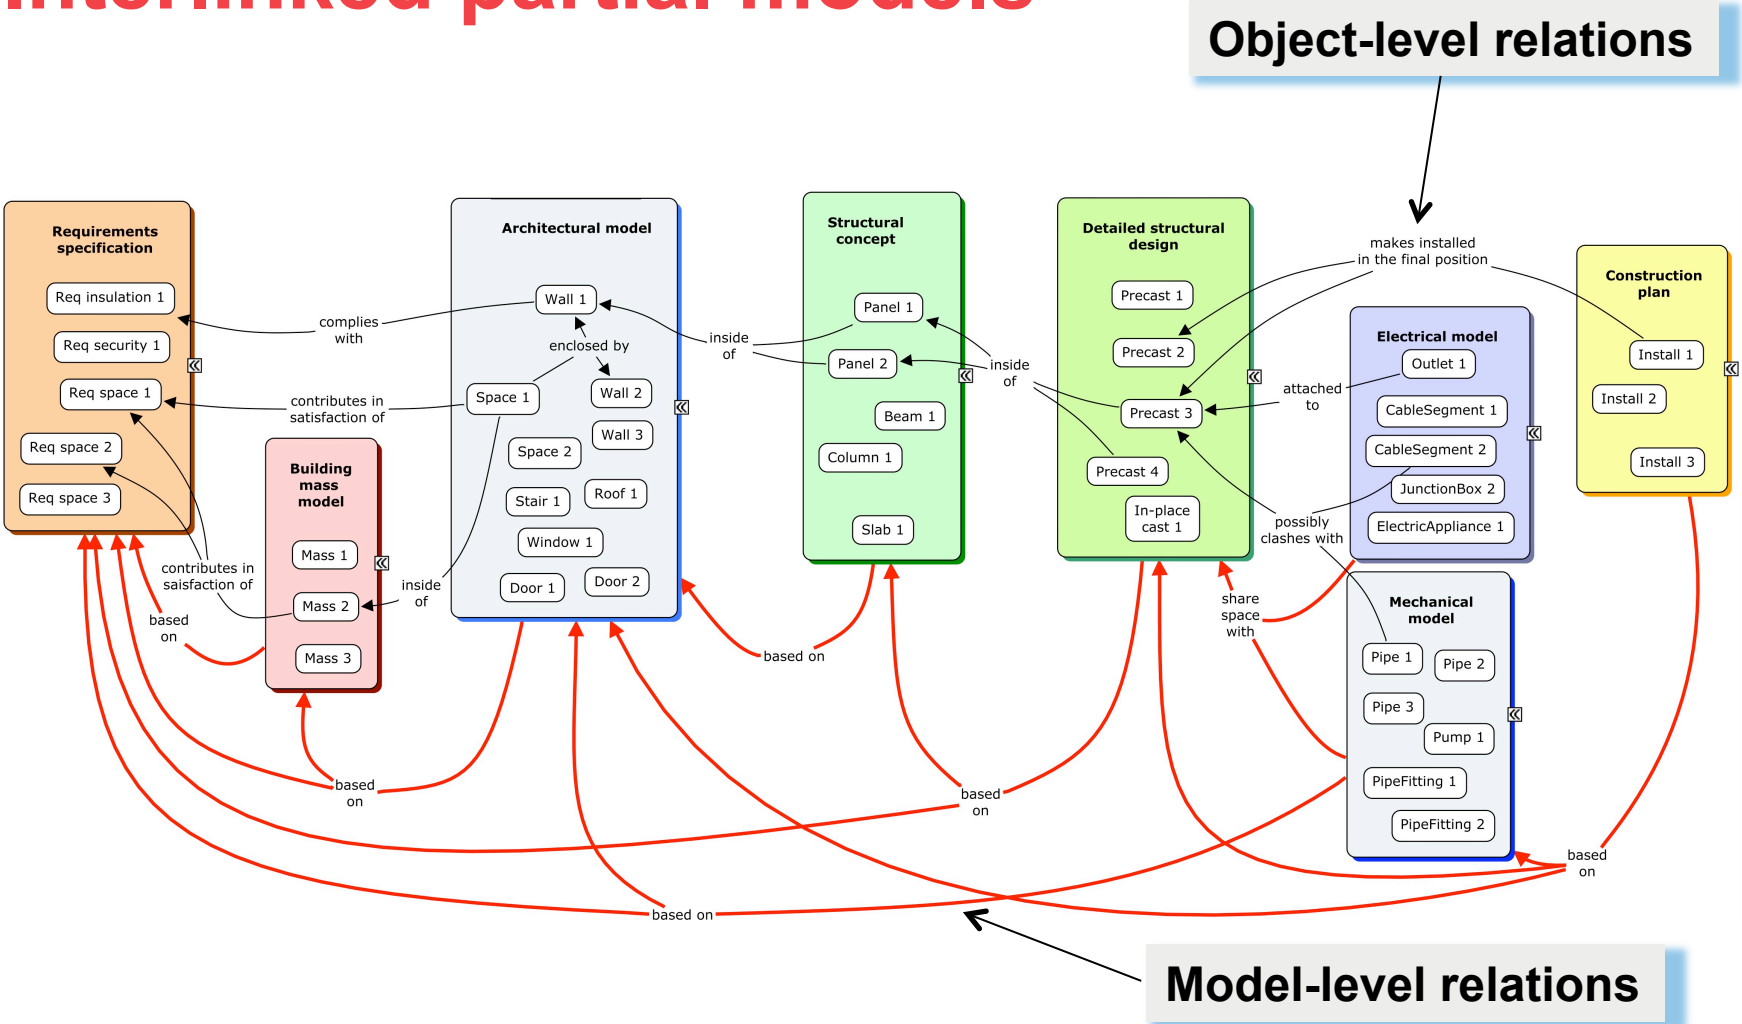 Interlinked partial models
Object-level relations
Requirements
specification
Req insulation 1
Req security 1
Req space 1
Req space 2
Req space 3
Building
mass
model
Mass 1
Mass 2
Mass 3
Architectural model
Wall 1
enclosed by
Space 1
Wall 2
Wall 3
Space 2
Stair 1
Roof 1
Window 1
Door 1
Door 2
Structural
concept
Panel 1
Panel 2
Beam 1
Column 1
Slab 1
Detailed structural
design
Precast 1
Precast 2
Precast 3
Precast 4
In-place
cast 1
Electrical model
Outlet 1
CableSegment 1
CableSegment 2
JunctionBox 2
ElectricAppliance 1
Mechanical
model
Pipe 1
Pipe 2
Pipe 3
Pump 1
PipeFitting 1
PipeFitting 2
Construction
plan
Install 1
Install 2
Install 3
complies
with
contributes in
satisfaction of
contributes in
saisfaction of
inside
of
inside
of
inside
of
makes installed
in the final position
attached
to
possibly
clashes with
share
space
with
based
on
based
on
based on
based
on
based on
based
on
Model-level relations